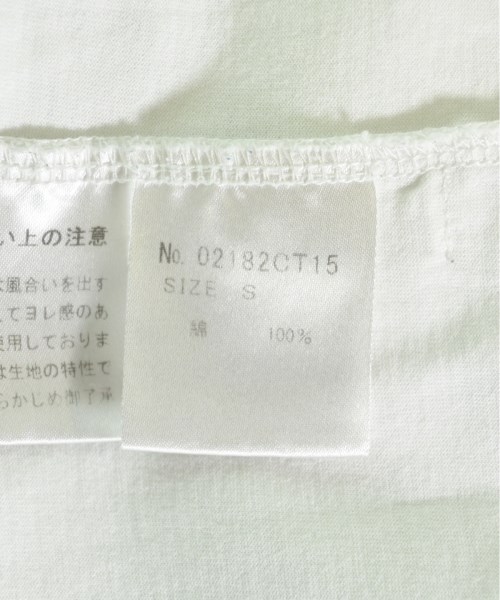 い上の注意
は風合いを出す
てヨレ感のあ
使用しておりま
は生地の特性で
らかじめ御了承
No. 02182CT15
SIZE S
綿 100%